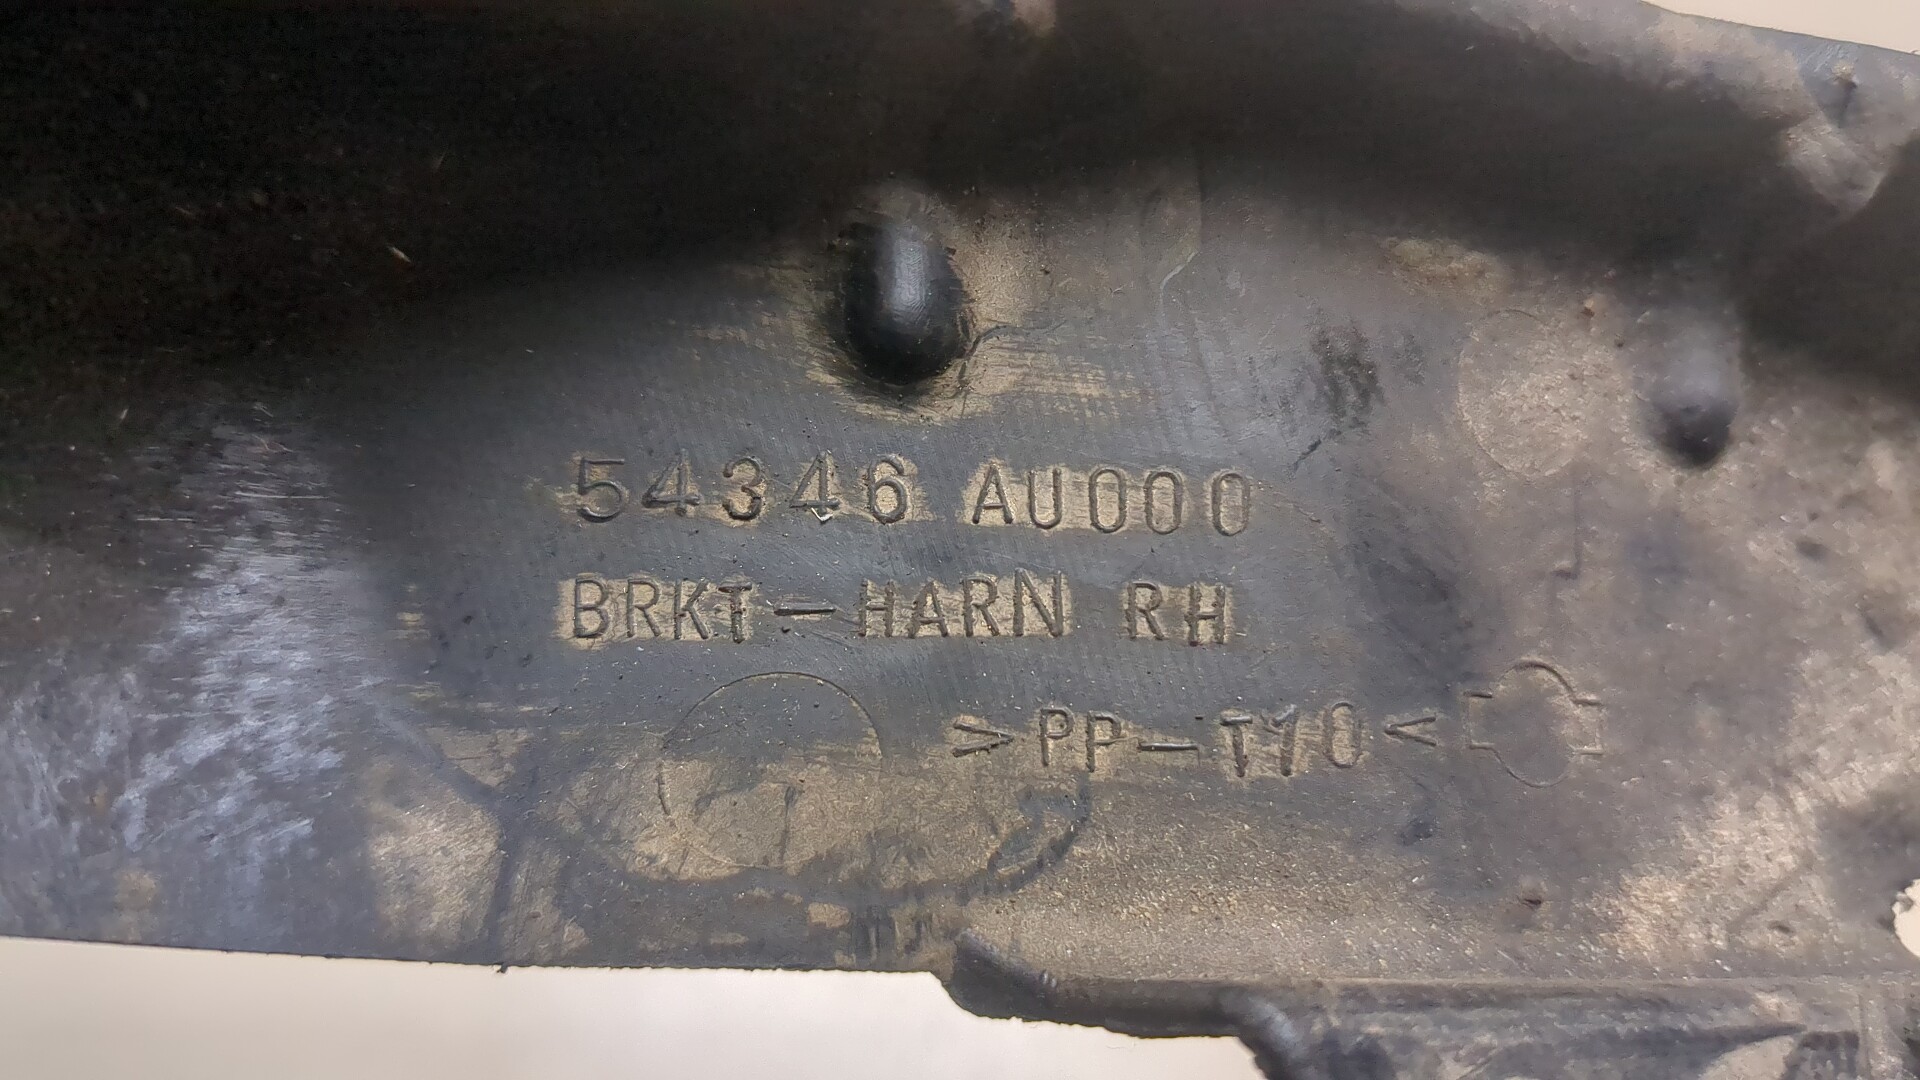 54346 AU000
BRKT-HARN RH
>PP-T10<